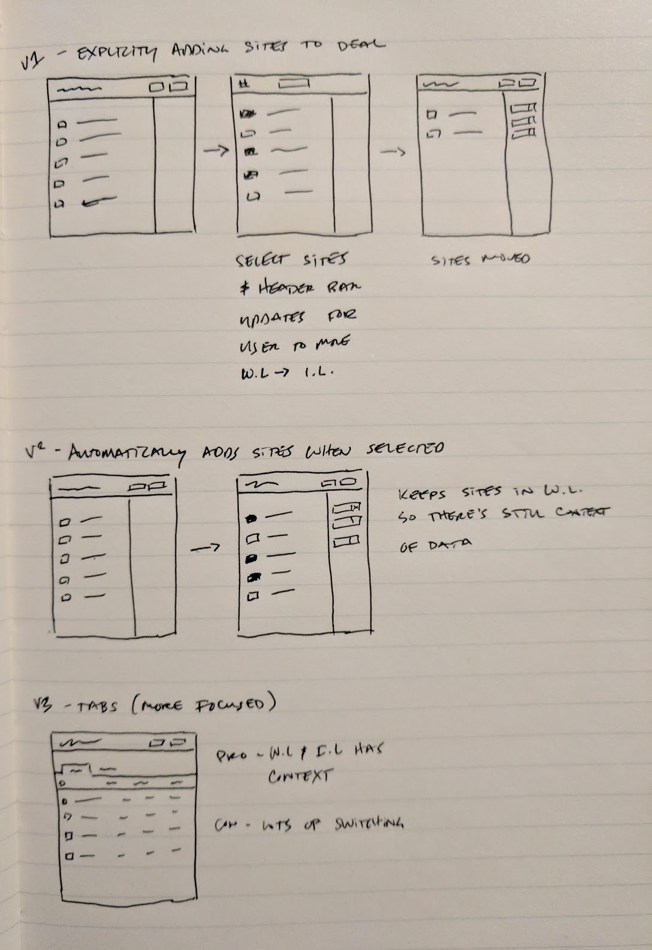 V1 - EXPLICITY ADDING SITES TO DEAL
#
SELECT SITES
& HEADER BAR
UPDATES FOR
USER TO MOVE
W.L → I.L.
SITES MOVED
V2 - AUTOMATICALLY ADDS SITES WHEN SELECTED
KEEPS SITES IN W.L.
SO THERE'S STILL CONTEXT
OF DATA
V3 - TABS (MORE FOCUSED)
PRO - W.L & I.L HAS
CONTEXT
CON - LOTS OF SWITCHING